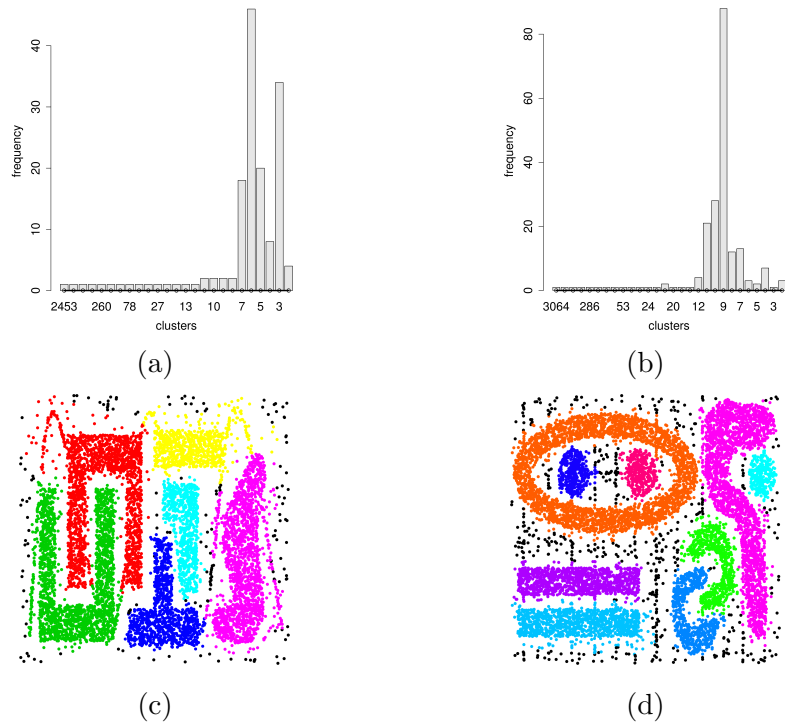 frequency
0 10 20 30 40
2453 260 78 27 13 10 7 5 3
clusters
(a)
frequency
0 20 40 60 80
3064 286 53 24 20 12 9 7 5 3
clusters
(b)
(c)
(d)